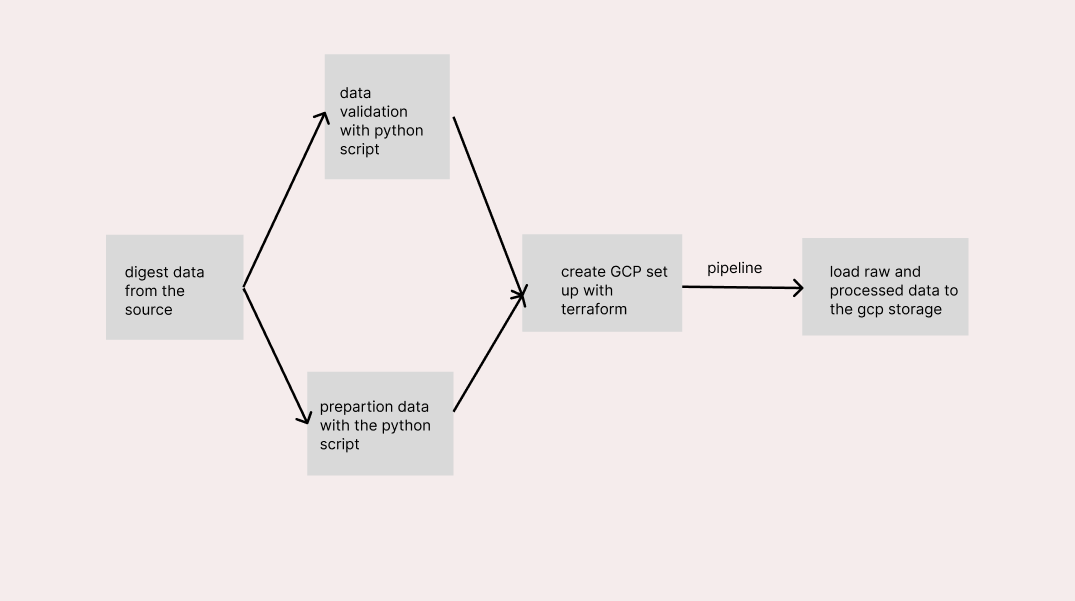 data
validation
with python
script
digest data
from the
source
create GCP set
up with
terraform
pipeline
load raw and
processed data to
the gcp storage
prepartion data
with the python
script